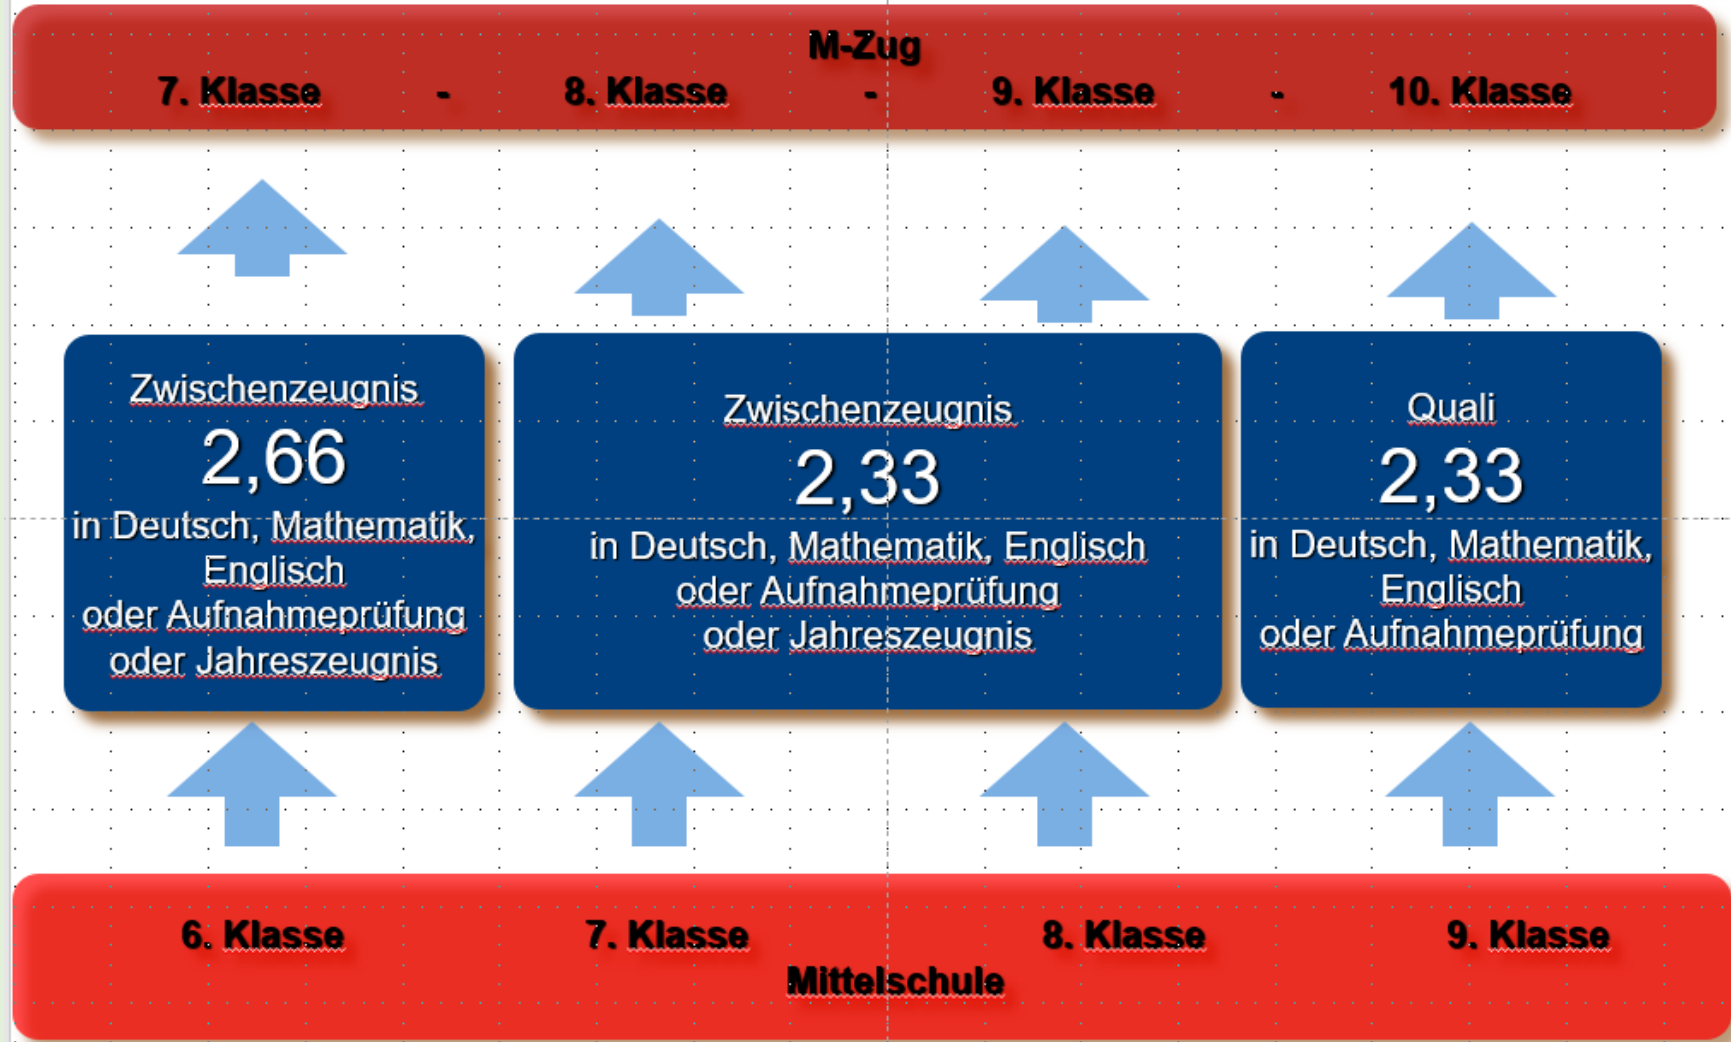 M-Zug
7. Klasse - 8. Klasse - 9. Klasse - 10. Klasse
Zwischenzeugnis
2,66
in Deutsch, Mathematik,
Englisch
oder Aufnahmeprüfung
oder Jahreszeugnis
Zwischenzeugnis
2,33
in Deutsch, Mathematik, Englisch
oder Aufnahmeprüfung
oder Jahreszeugnis
Quali
2,33
in Deutsch, Mathematik,
Englisch
oder Aufnahmeprüfung
6. Klasse 7. Klasse 8. Klasse 9. Klasse
Mittelschule